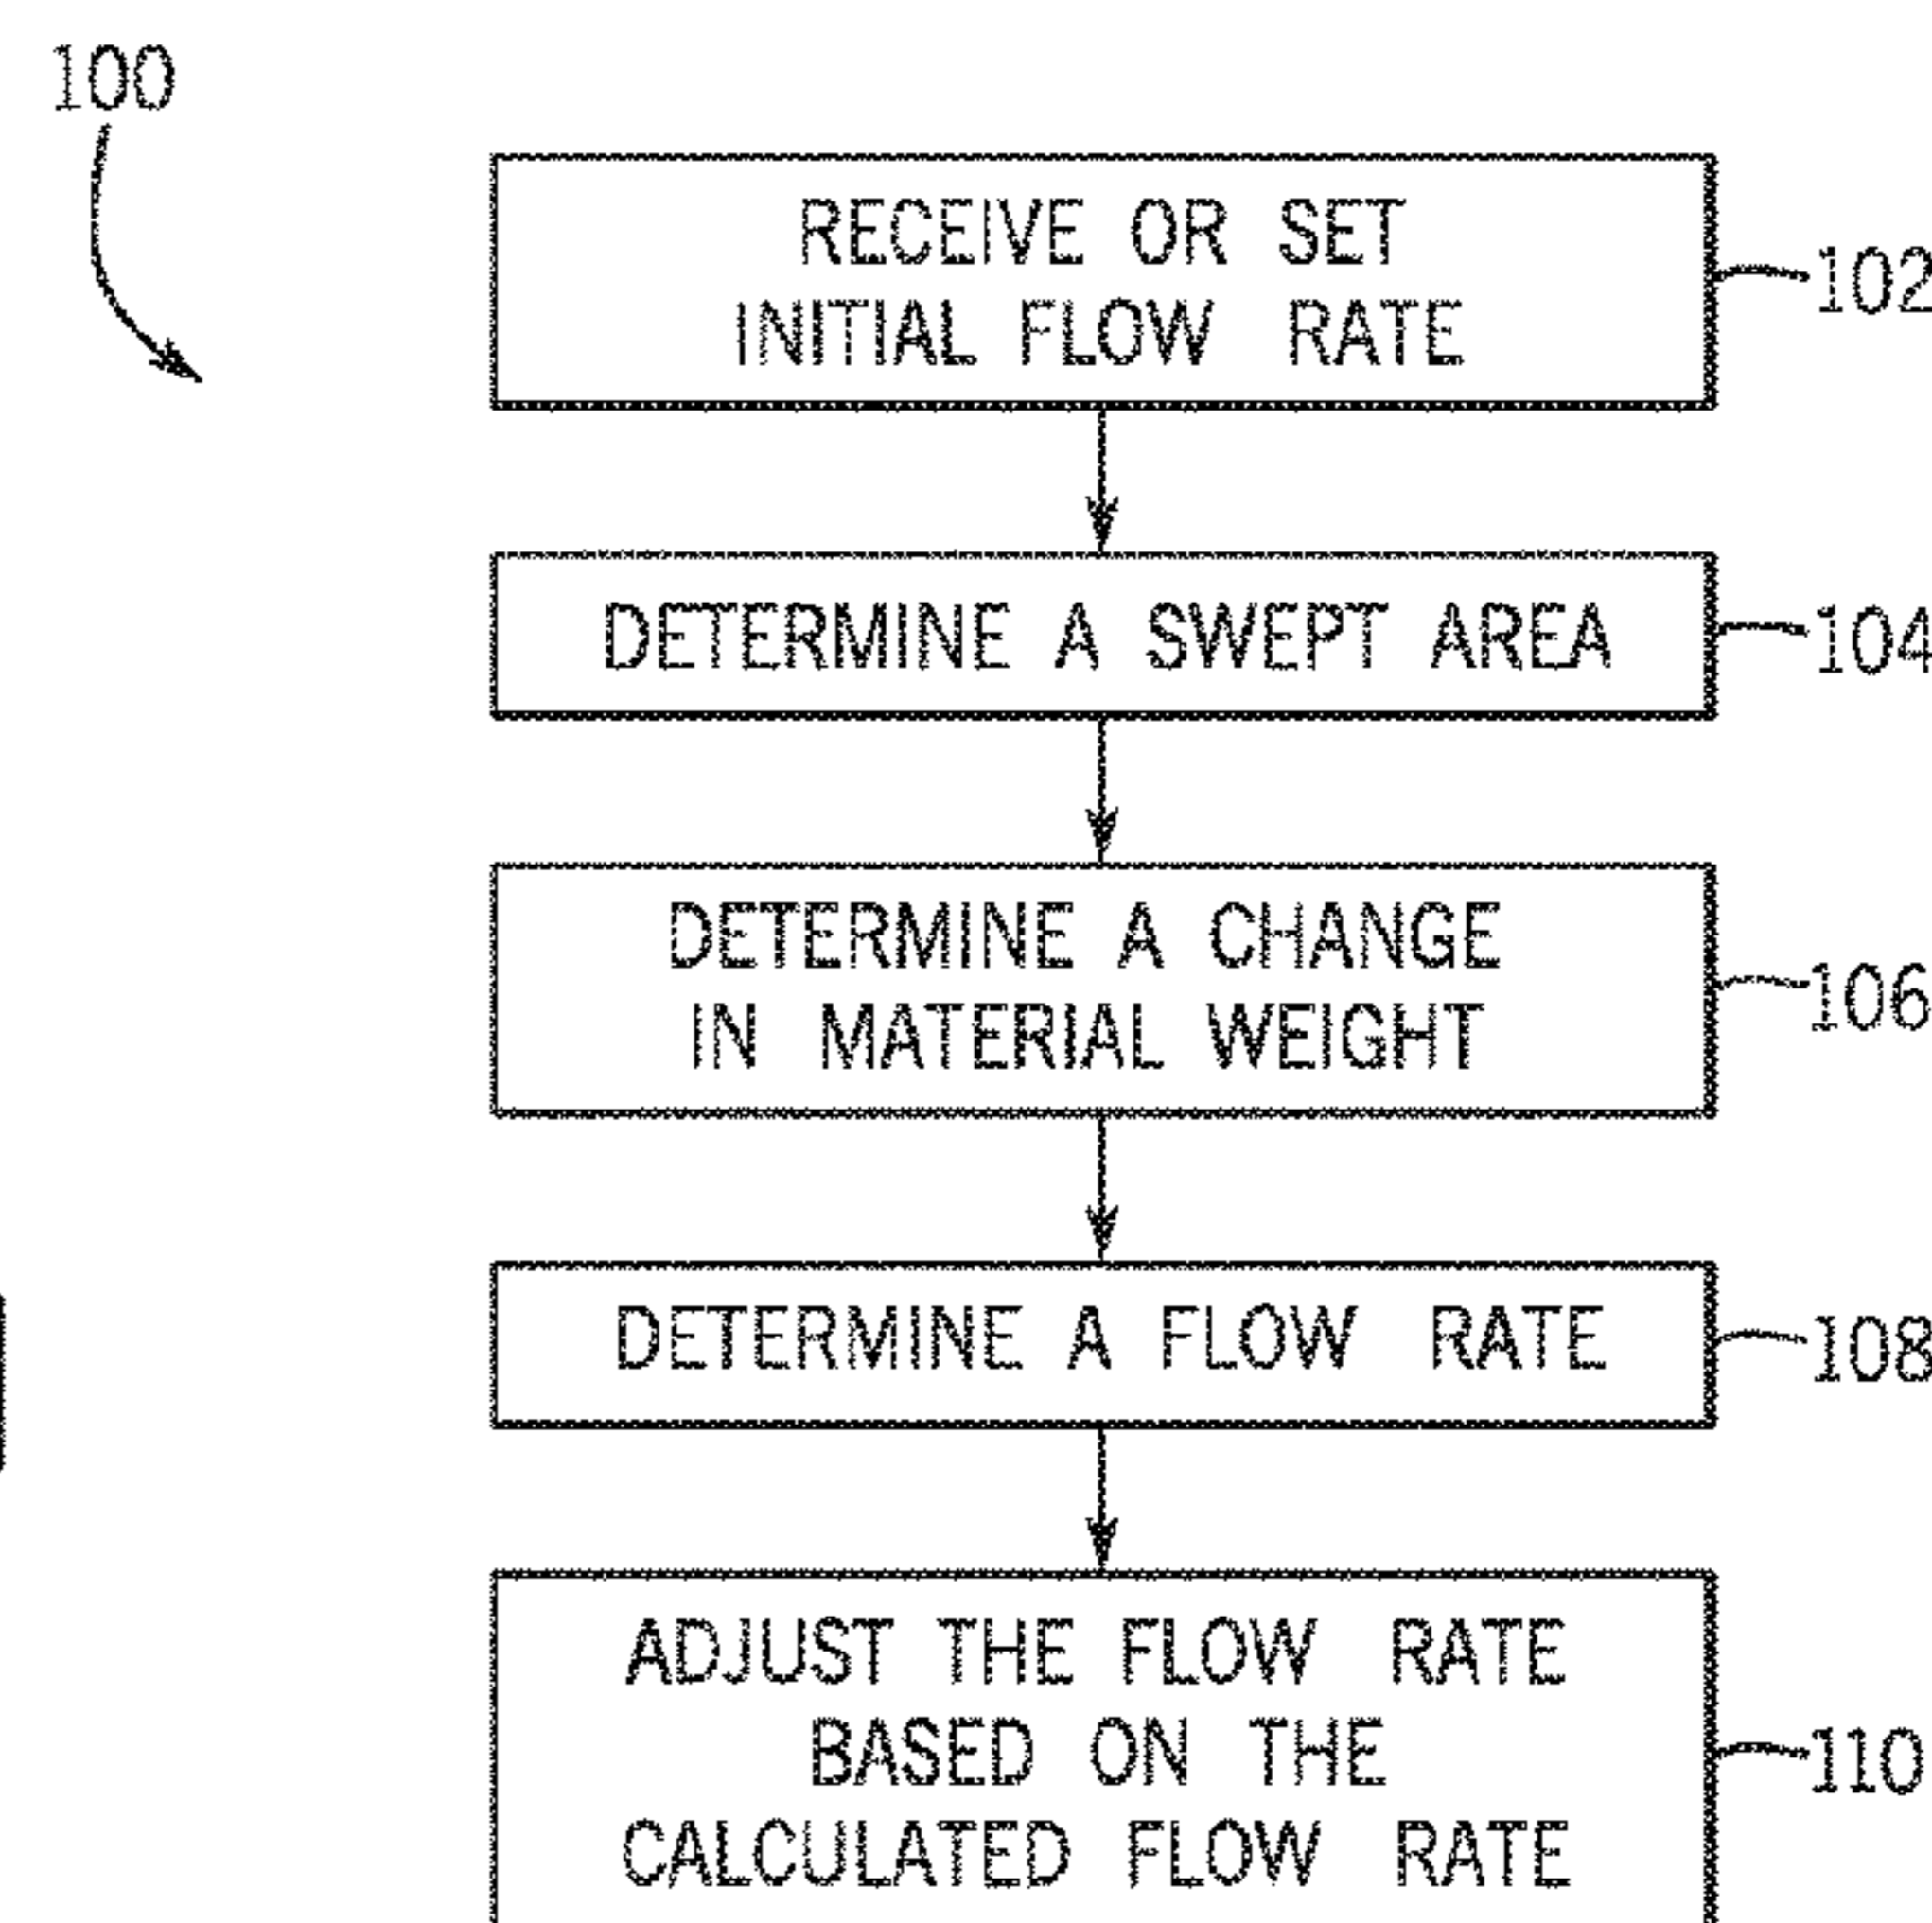 100
RECEIVE OR SET
INITIAL FLOW RATE
102
DETERMINE A SWEPT AREA
104
DETERMINE A CHANGE
IN MATERIAL WEIGHT
106
DETERMINE A FLOW RATE
108
ADJUST THE FLOW RATE
BASED ON THE
CALCULATED FLOW RATE
110